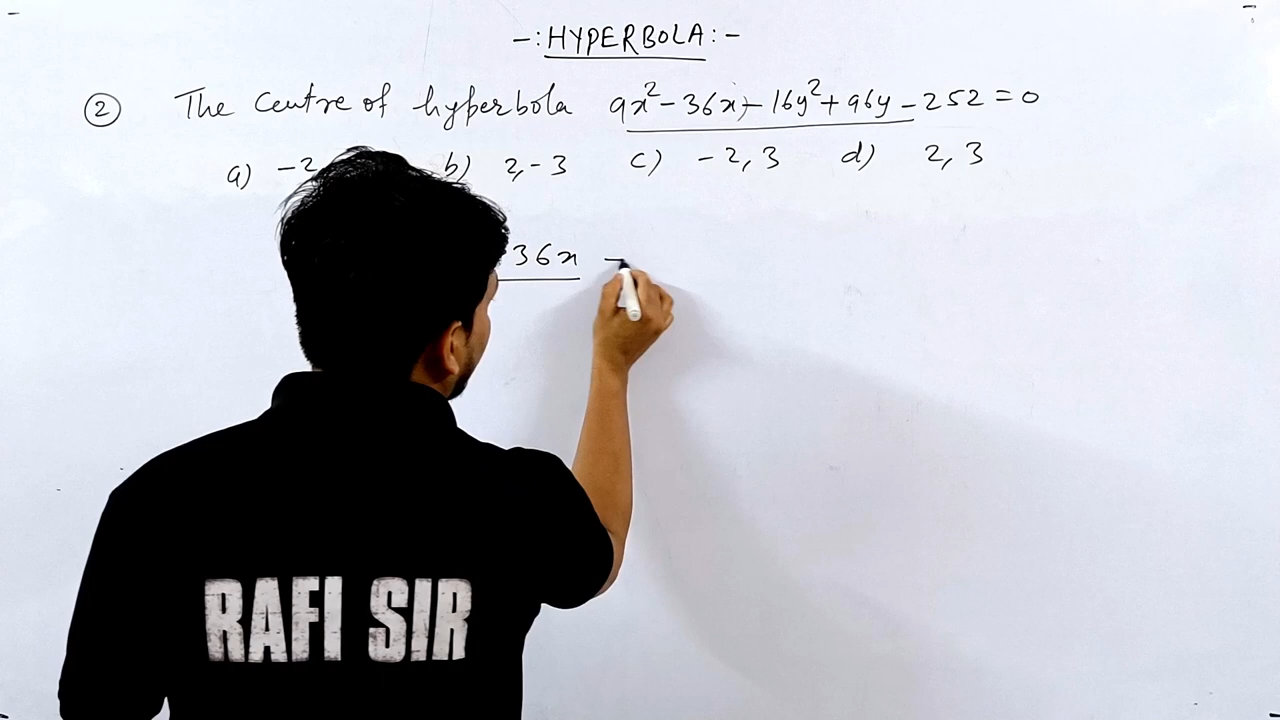 -: HYPERBOLA :-
② The Centre of hyperbola 9x² - 36x - 16y² + 96y - 252 = 0
a) -2 b) 2, -3 c) -2, 3 d) 2, 3
36x -
RAFI SIR